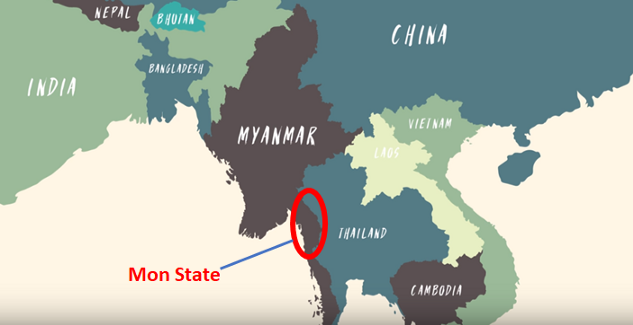 NEPAL
BHUTAN
CHINA
BANGLADESH
INDIA
MYANMAR
VIETNAM
LAOS
THAILAND
Mon State
CAMBODIA